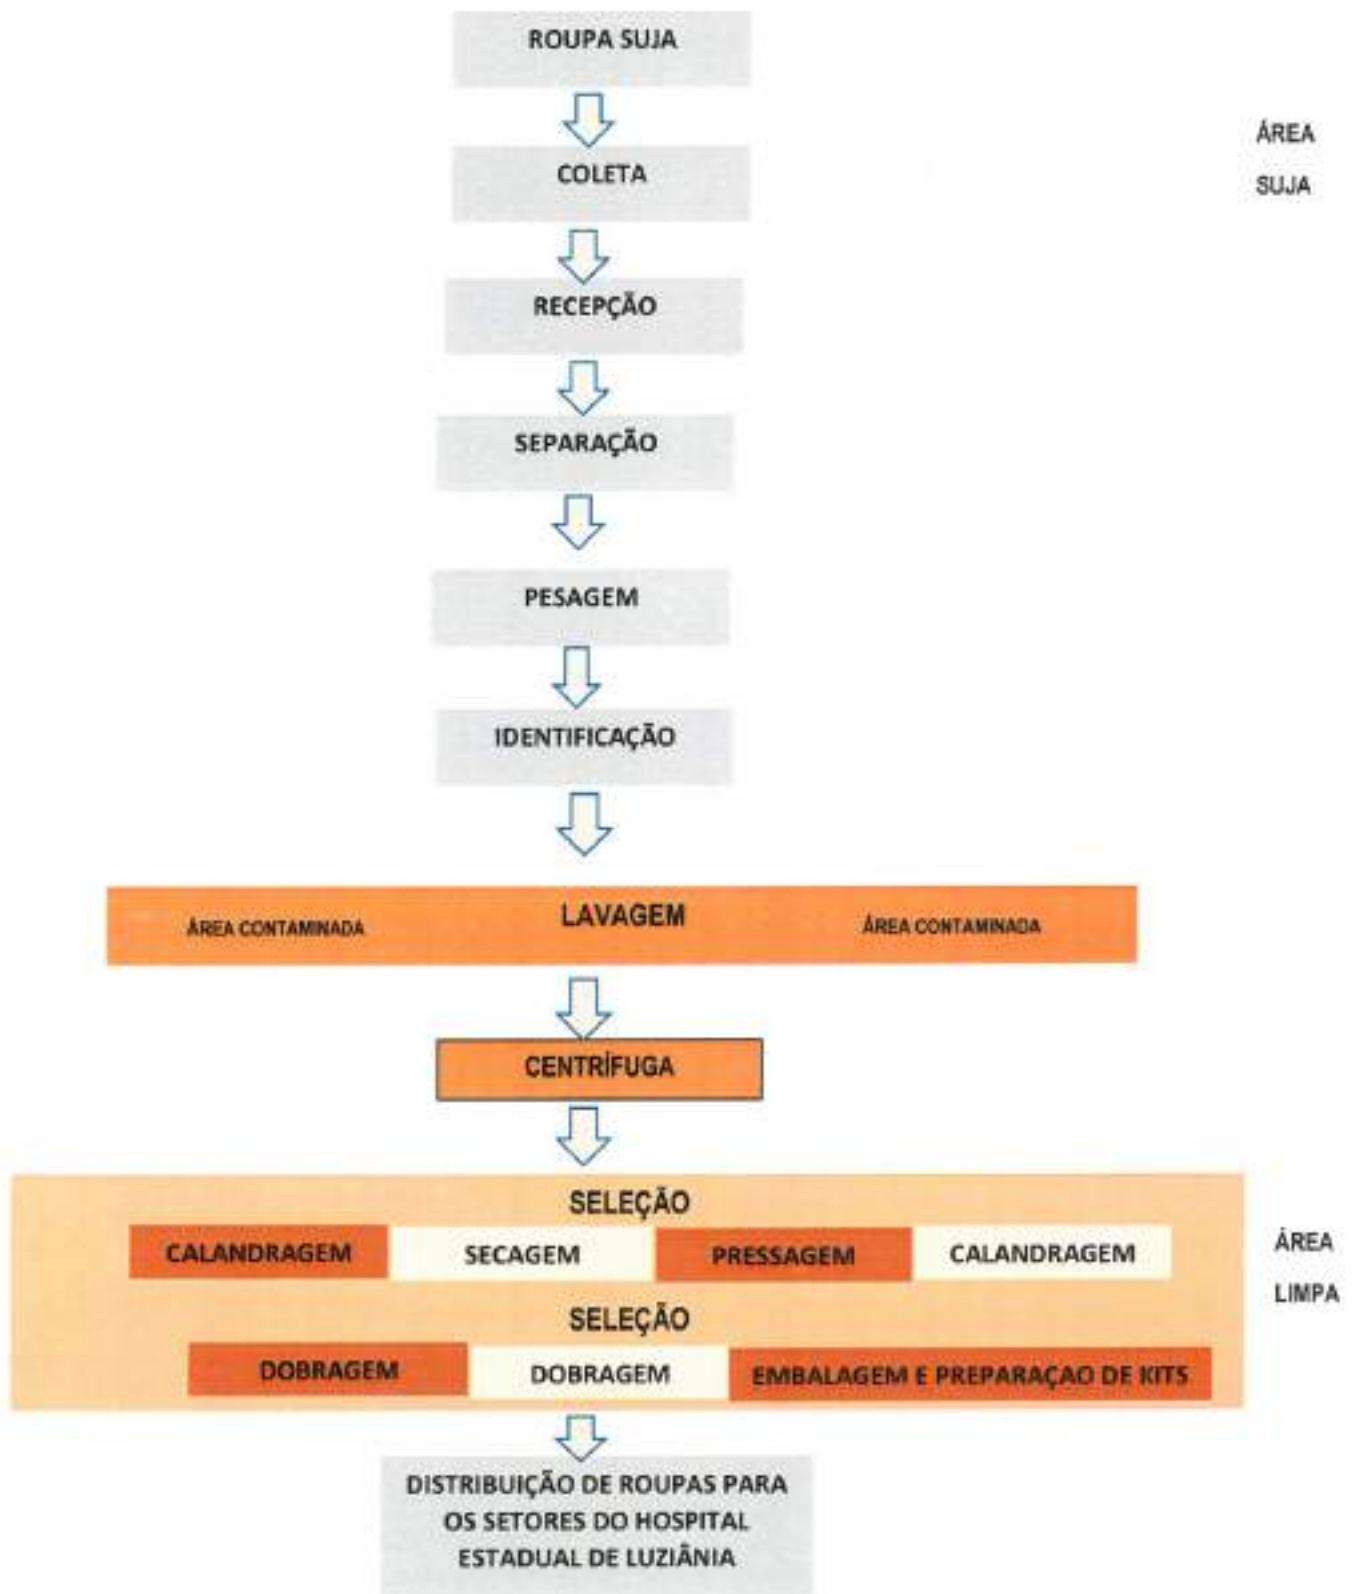 ROUPA SUJA
ÁREA
SUJA
COLETA
RECEPÇÃO
SEPARAÇÃO
PESAGEM
IDENTIFICAÇÃO
ÁREA CONTAMINADA LAVAGEM ÁREA CONTAMINADA
CENTRÍFUGA
SELEÇÃO
CALANDRAGEM SECAGEM PRESSAGEM CALANDRAGEM
ÁREA
LIMPA
SELEÇÃO
DOBRAGEM DOBRAGEM EMBALAGEM E PREPARAÇAO DE KITS
DISTRIBUIÇÃO DE ROUPAS PARA
OS SETORES DO HOSPITAL
ESTADUAL DE LUZIÂNIA